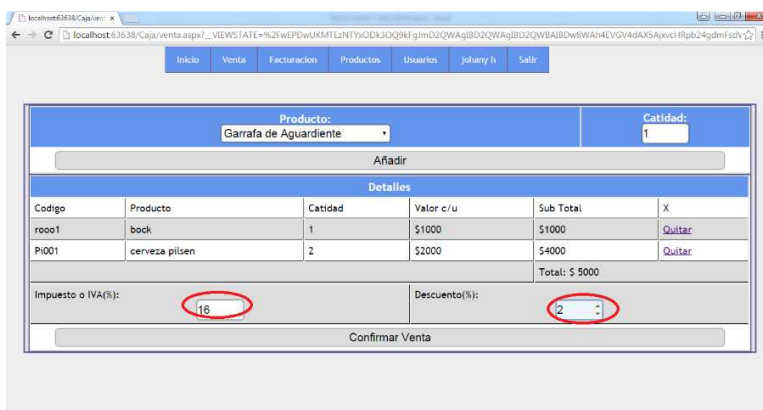 localhost:63638/Caja/vent
localhost:63638/Caja/venta.aspx?__VIEWSTATE=%2FwEPDwUKMTEzNTYxODk3OQ9kFgJmD2QWAgIBD2QWAgIBD2QWBAIBDw8WAh4EVGV4dAX5AjxvcHRpb24gdmFsdv
Inicio Venta Facturacion Productos Usuarios johany h Salir
Producto: Catidad:
Garrafa de Aguardiente 1
Añadir
Detalles
Codigo Producto Catidad Valor c/u Sub Total X
rooo1 bock 1 $1000 $1000 Quitar
Pi001 cerveza pilsen 2 $2000 $4000 Quitar
Total: $ 5000
Impuesto o IVA(%): Descuento(%):
16 2
Confirmar Venta